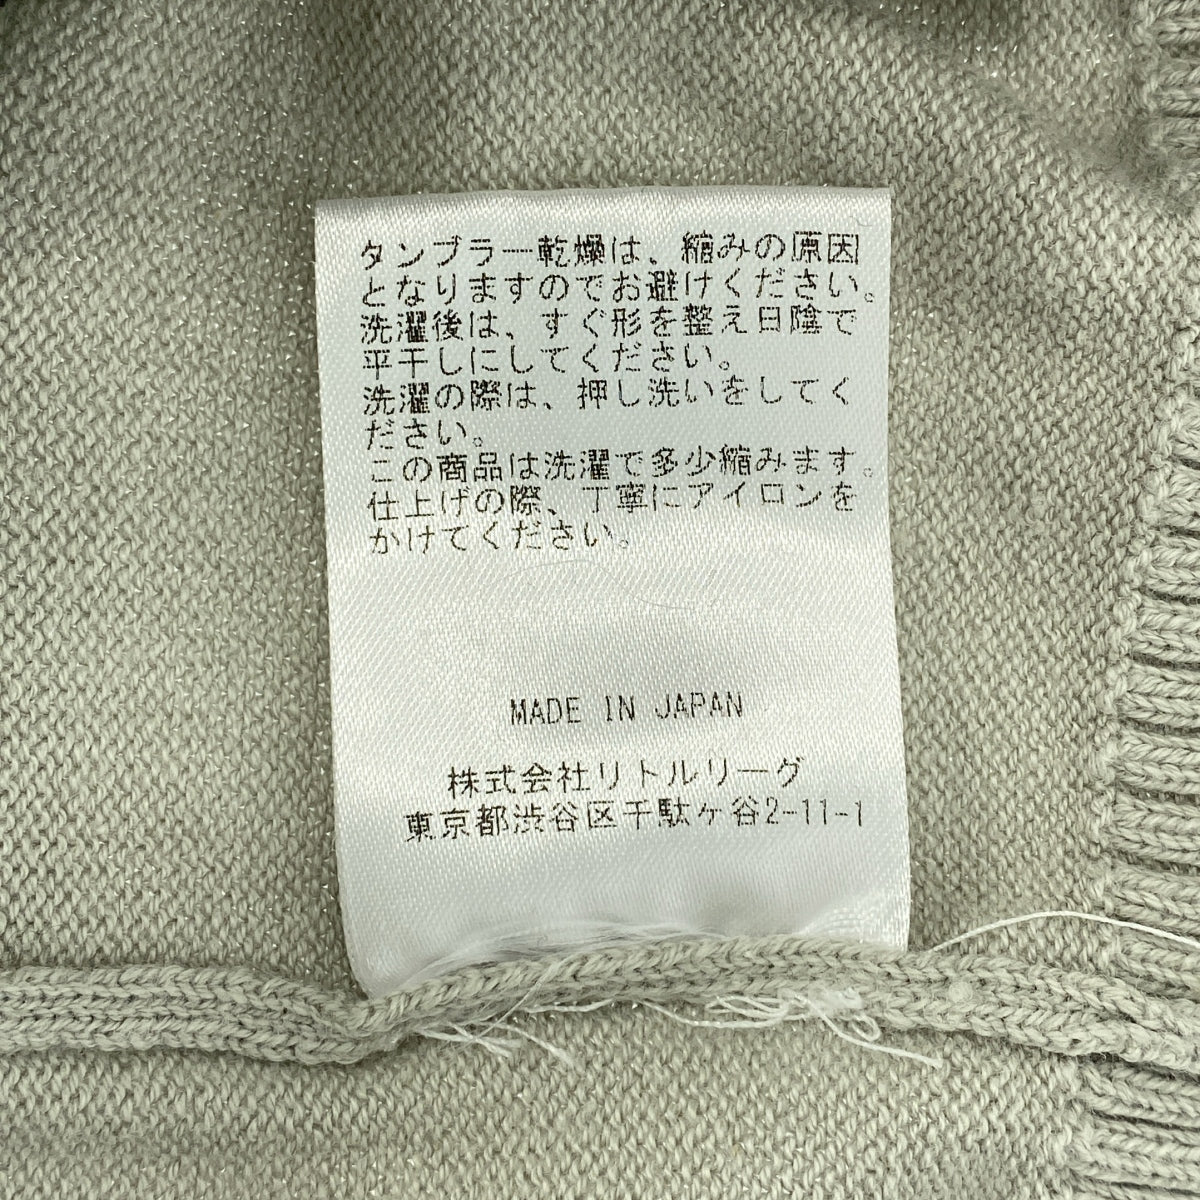 タンブラー乾燥は、縮みの原因
となりますのでお避けください。
洗濯後は、すぐ形を整え日陰で
平干しにしてください。
洗濯の際は、押し洗いをしてく
ださい。
この商品は洗濯で多少縮みます。
仕上げの際、丁寧にアイロンを
かけてください。
MADE IN JAPAN
株式会社リトルリーグ
東京都渋谷区千駄ヶ谷2-11-1